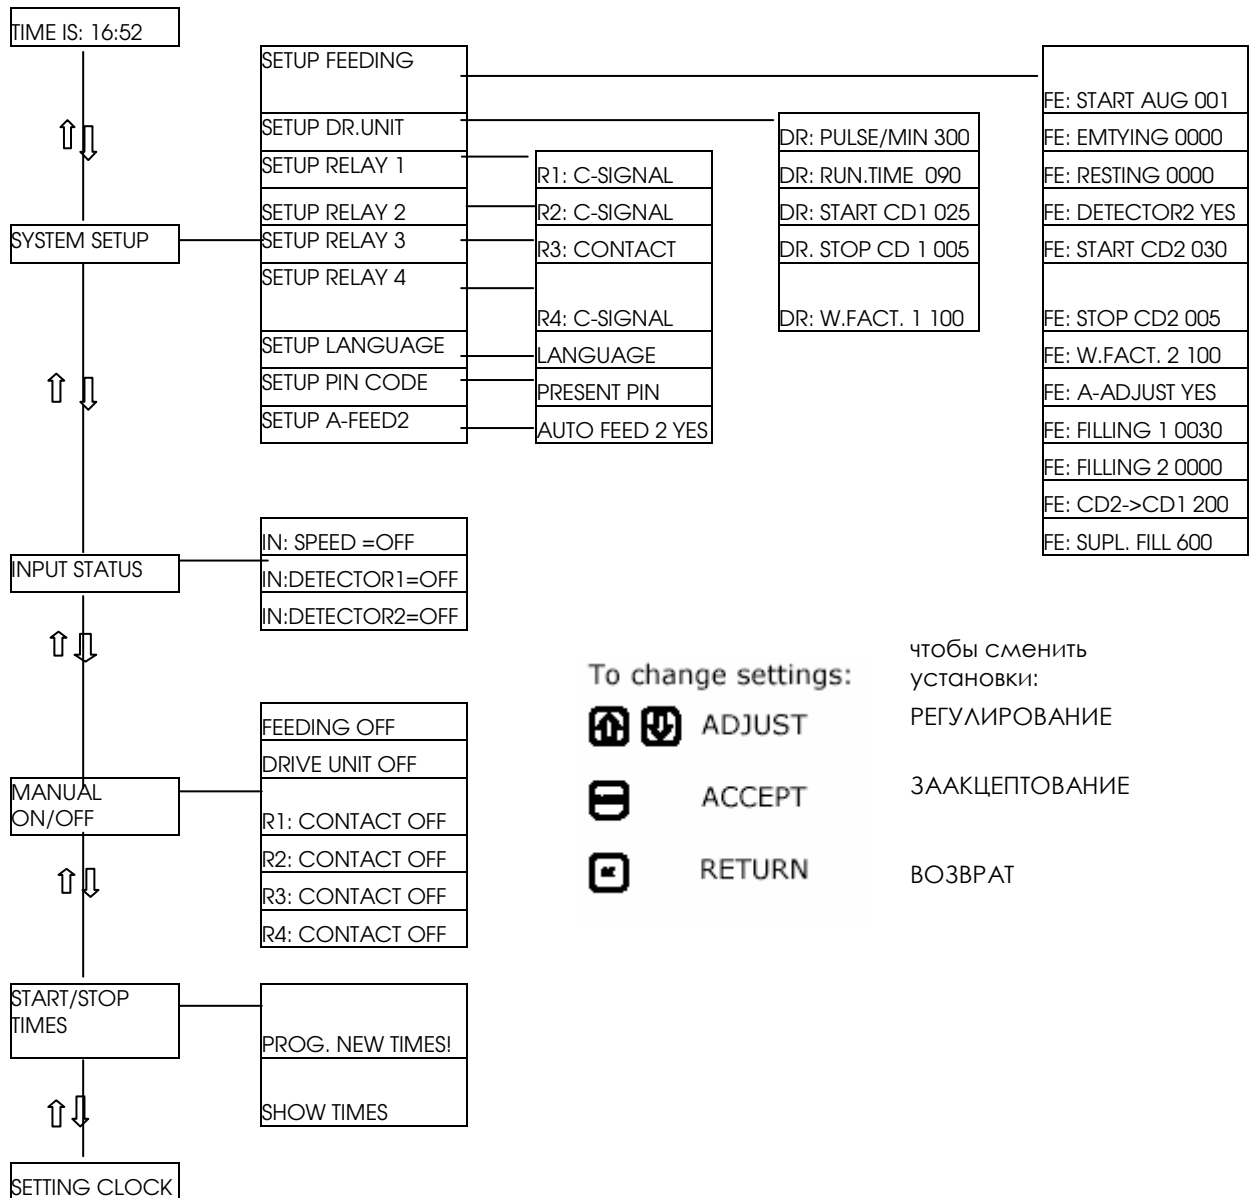 TIME IS: 16:52
SYSTEM SETUP
INPUT STATUS
MANUAL
ON/OFF
START/STOP
TIMES
SETTING CLOCK
SETUP FEEDING
SETUP DR.UNIT
SETUP RELAY 1
SETUP RELAY 2
SETUP RELAY 3
SETUP RELAY 4
SETUP LANGUAGE
SETUP PIN CODE
SETUP A-FEED2
R1: C-SIGNAL
R2: C-SIGNAL
R3: CONTACT
R4: C-SIGNAL
LANGUAGE
PRESENT PIN
AUTO FEED 2 YES
DR: PULSE/MIN 300
DR: RUN.TIME 090
DR: START CD1 025
DR. STOP CD 1 005
DR: W.FACT. 1 100
FE: START AUG 001
FE: EMTYING 0000
FE: RESTING 0000
FE: DETECTOR2 YES
FE: START CD2 030
FE: STOP CD2 005
FE: W.FACT. 2 100
FE: A-ADJUST YES
FE: FILLING 1 0030
FE: FILLING 2 0000
FE: CD2->CD1 200
FE: SUPL. FILL 600
IN: SPEED =OFF
IN:DETECTOR1=OFF
IN:DETECTOR2=OFF
FEEDING OFF
DRIVE UNIT OFF
R1: CONTACT OFF
R2: CONTACT OFF
R3: CONTACT OFF
R4: CONTACT OFF
PROG. NEW TIMES!
SHOW TIMES
To change settings:
ADJUST
ACCEPT
RETURN
чтобы сменить
установки:
РЕГУЛИРОВАНИЕ
ЗААКЦЕПТОВАНИЕ
ВОЗВРАТ